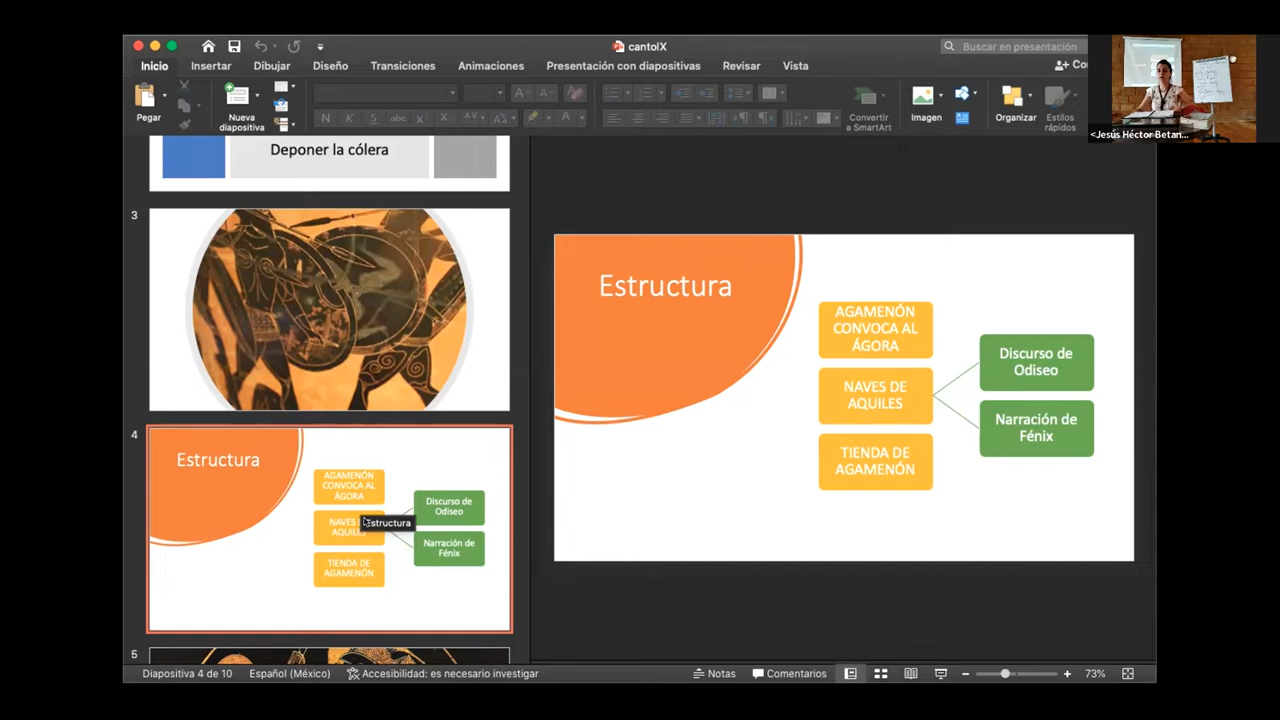 cantoIX
Buscar en presentación
Inicio
Insertar
Dibujar
Diseño
Transiciones
Animaciones
Presentación con diapositivas
Revisar
Vista
Co
Pegar
Nueva
diapositiva
N
K
S
abc
Convertir
a SmartArt
Imagen
Organizar
Estilos
rápidos
<Jesús Héctor Betan...
Deponer la cólera
3
4
Estructura
AGAMENÓN
CONVOCA AL
ÁGORA
NAVES
AQUILES
Estructura
TIENDA DE
AGAMENÓN
Discurso de
Odiseo
Narración de
Fénix
5
Estructura
AGAMENÓN
CONVOCA AL
ÁGORA
NAVES DE
AQUILES
TIENDA DE
AGAMENÓN
Discurso de
Odiseo
Narración de
Fénix
Diapositiva 4 de 10
Español (México)
Accesibilidad: es necesario investigar
Notas
Comentarios
73%